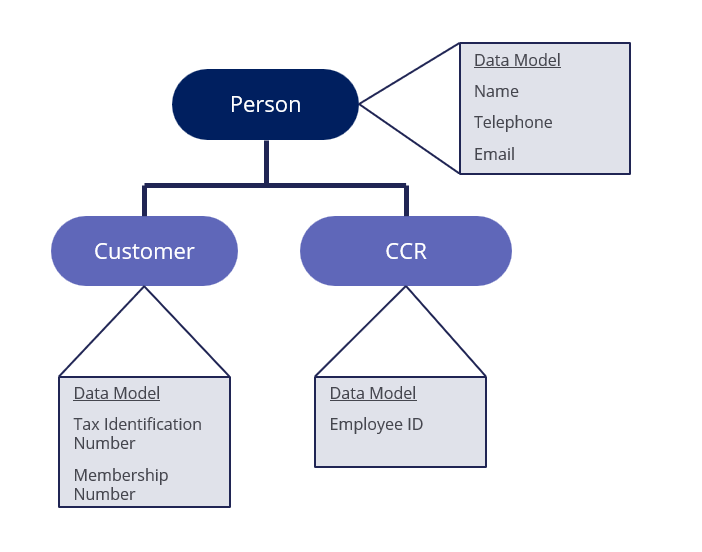 Person
Data Model
Name
Telephone
Email
Customer
CCR
Data Model
Tax Identification
Number
Membership
Number
Data Model
Employee ID